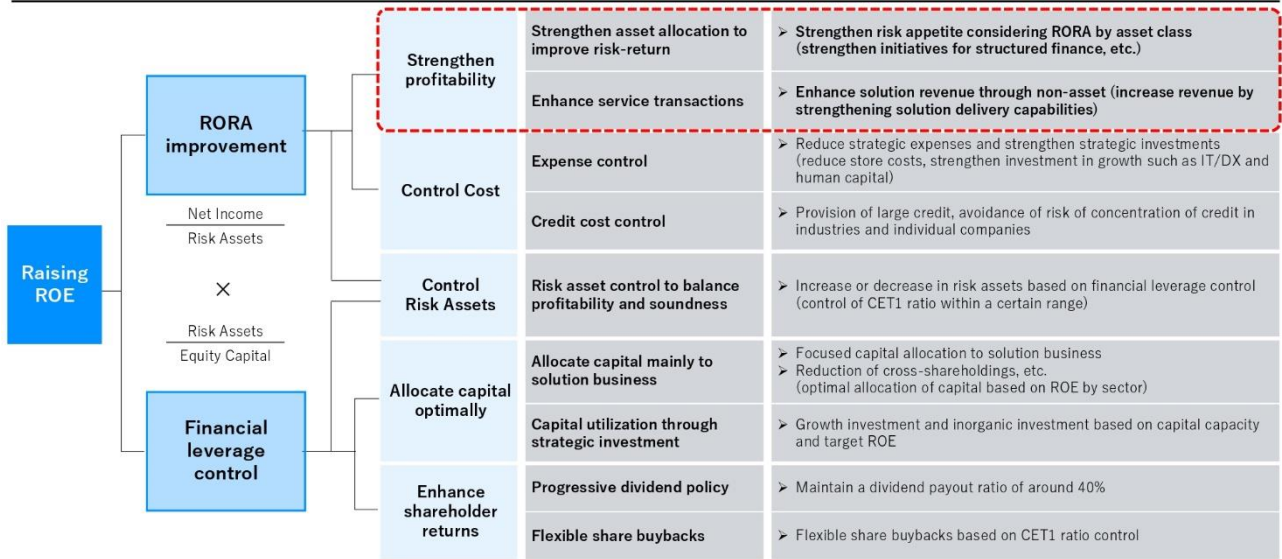 Raising
ROE
RORA
improvement
Net Income
Risk Assets
×
Risk Assets
Equity Capital
Financial
leverage
control
Strengthen
profitability
Strengthen asset allocation to
improve risk-return
➢ Strengthen risk appetite considering RORA by asset class
(strengthen initiatives for structured finance, etc.)
Enhance service transactions
➢ Enhance solution revenue through non-asset (increase revenue by
strengthening solution delivery capabilities)
Control Cost
Expense control
➢ Reduce strategic expenses and strengthen strategic investments
(reduce store costs, strengthen investment in growth such as IT/DX and
human capital)
Credit cost control
➢ Provision of large credit, avoidance of risk of concentration of credit in
industries and individual companies
Control
Risk Assets
Risk asset control to balance
profitability and soundness
➢ Increase or decrease in risk assets based on financial leverage control
(control of CET1 ratio within a certain range)
Allocate capital
optimally
Allocate capital mainly to
solution business
➢ Focused capital allocation to solution business
➢ Reduction of cross-shareholdings, etc.
(optimal allocation of capital based on ROE by sector)
Capital utilization through
strategic investment
➢ Growth investment and inorganic investment based on capital capacity
and target ROE
Enhance
shareholder
returns
Progressive dividend policy
➢ Maintain a dividend payout ratio of around 40%
Flexible share buybacks
➢ Flexible share buybacks based on CET1 ratio control